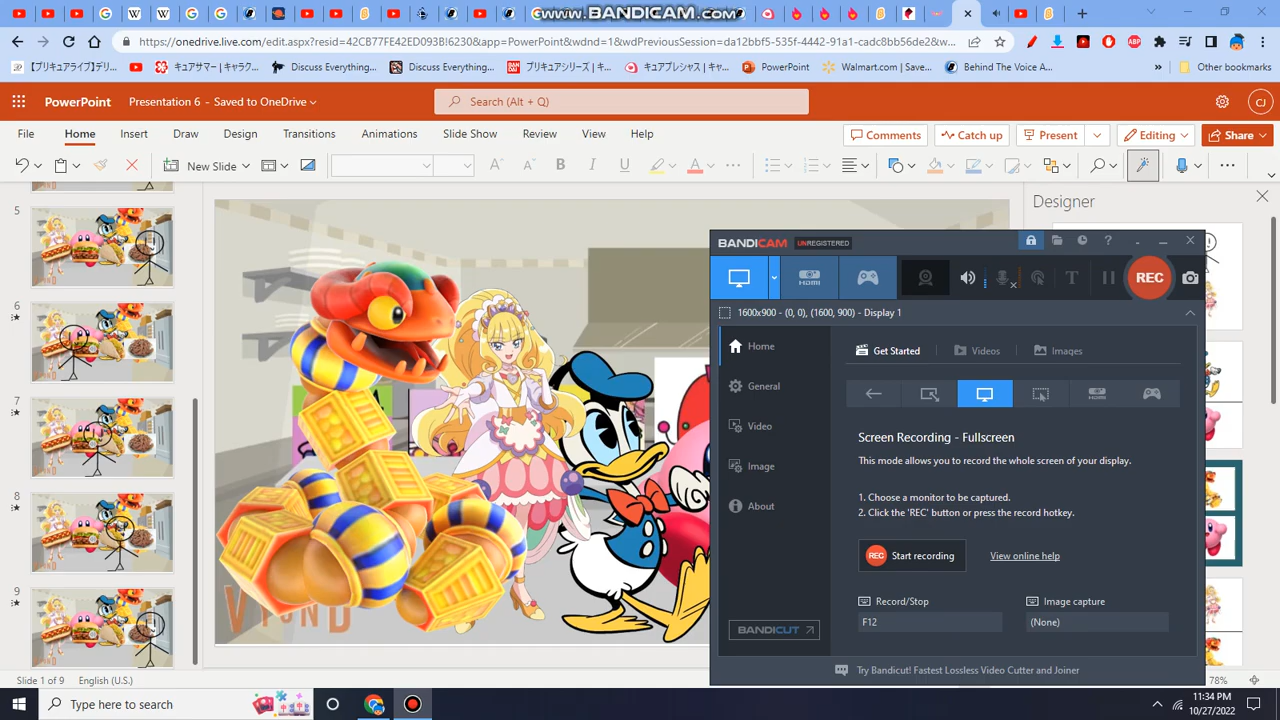 www.BANDICAM.com
https://onedrive.live.com/edit.aspx?resid=42CB77FE42ED093B!6230&app=PowerPoint&wdnd=1&wdPreviousSession=da12bbf5-535f-4442-91a1-cadc8bb56de2&w...
【プリキュアライブ】デリ... キュアサマー | キャラク... Discuss Everything... Discuss Everything... プリキュアシリーズ | キ... キュアプレシャス | キャ... PowerPoint Walmart.com | Save... Behind The Voice A... » Other bookmarks
PowerPoint Presentation 6 - Saved to OneDrive Search (Alt + Q) CJ
File Home Insert Draw Design Transitions Animations Slide Show Review View Help Comments Catch up Present Editing Share
New Slide B I U A
Designer
5
6
7
8
9
BANDICAM UNREGISTERED
HDMI T REC
1600x900 - (0, 0), (1600, 900) - Display 1
Home
General
Video
Image
About
BANDICUT
Get Started Videos Images
HDMI
Screen Recording - Fullscreen
This mode allows you to record the whole screen of your display.
1. Choose a monitor to be captured.
2. Click the 'REC' button or press the record hotkey.
REC Start recording View online help
Record/Stop Image capture
F12 (None)
Try Bandicut! Fastest Lossless Video Cutter and Joiner
Slide 1 of 9 English (U.S.) 78%
Type here to search
11:34 PM
10/27/2022